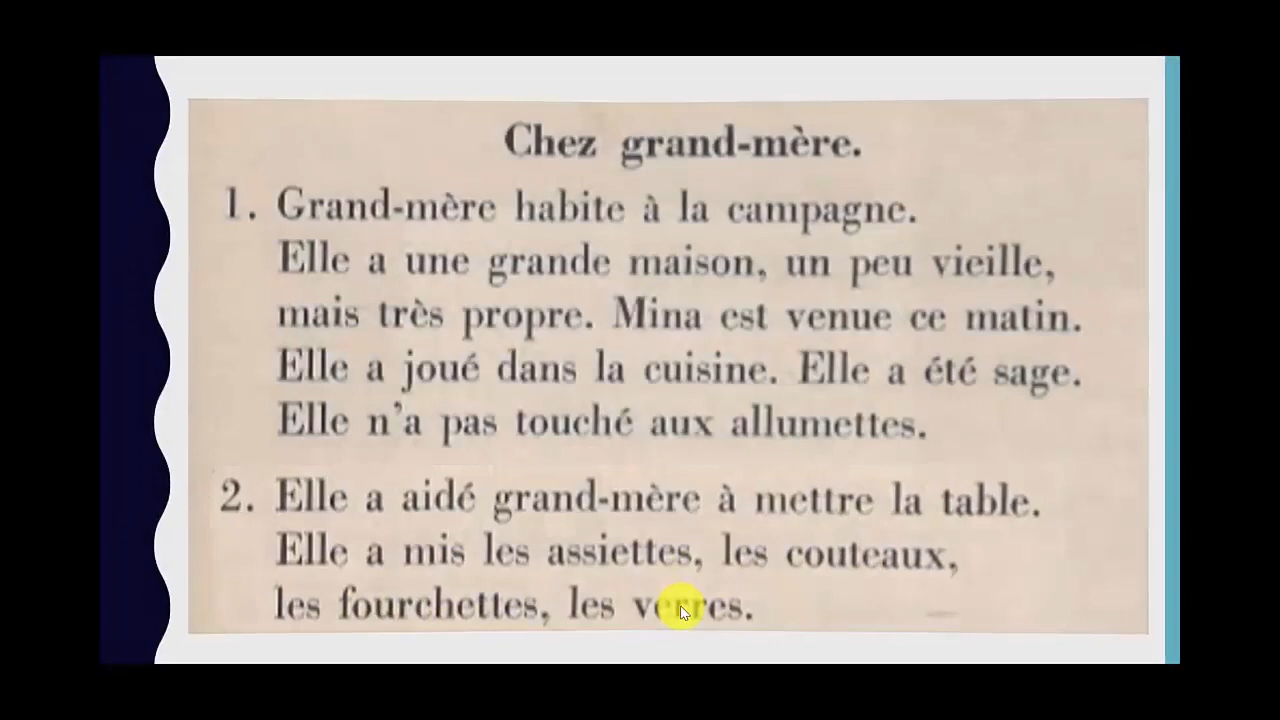 Chez grand-mère.
1. Grand-mère habite à la campagne.
Elle a une grande maison, un peu vieille,
mais très propre. Mina est venue ce matin.
Elle a joué dans la cuisine. Elle a été sage.
Elle n'a pas touché aux allumettes.
2. Elle a aidé grand-mère à mettre la table.
Elle a mis les assiettes, les couteaux,
les fourchettes, les verres.